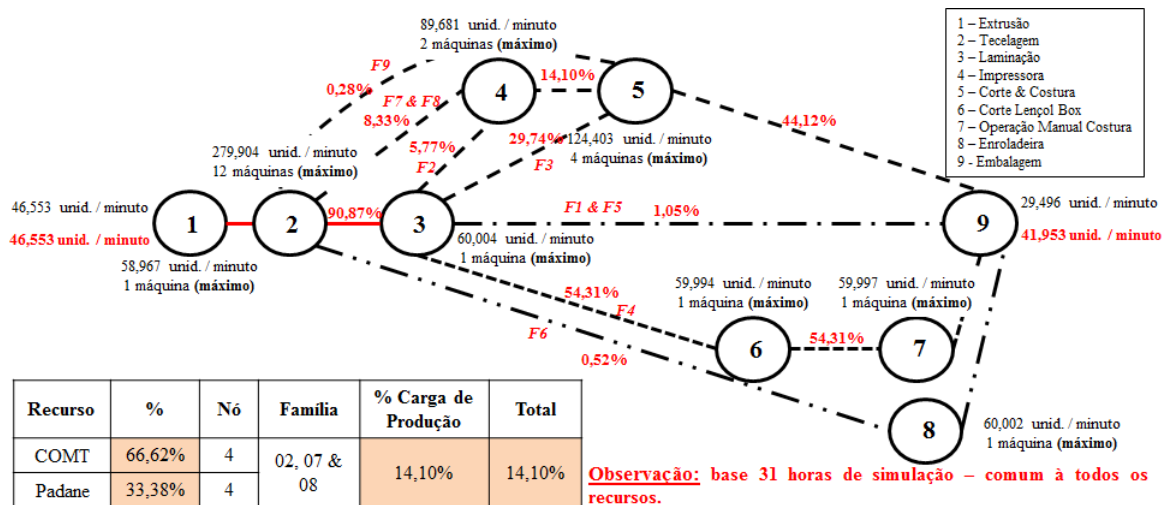 89,681 unid. / minuto
2 máquinas (máximo)
1 – Extrusão
2 – Tecelagem
3 – Laminação
4 – Impressora
5 – Corte & Costura
6 – Corte Lençol Box
7 – Operação Manual Costura
8 – Enroladeira
9 - Embalagem
F9
0,28%
F7 & F8
8,33%
4
14,10%
5
44,12%
5,77%
F2
29,74%
F3
124,403 unid. / minuto
4 máquinas (máximo)
279,904 unid. / minuto
12 máquinas (máximo)
46,553 unid. / minuto
46,553 unid. / minuto
1
2
90,87%
3
F1 & F5
1,05%
9
29,496 unid. / minuto
41,953 unid. / minuto
58,967 unid. / minuto
1 máquina (máximo)
60,004 unid. / minuto
1 máquina (máximo)
54,31%
F4
59,994 unid. / minuto
1 máquina (máximo)
59,997 unid. / minuto
1 máquina (máximo)
F6
0,52%
6
54,31%
7
8
60,002 unid. / minuto
1 máquina (máximo)
Recurso % Nó Família % Carga de Produção Total
COMT 66,62% 4 02, 07 & 08 14,10% 14,10%
Padane 33,38% 4
Observação: base 31 horas de simulação – comum à todos os
recursos.